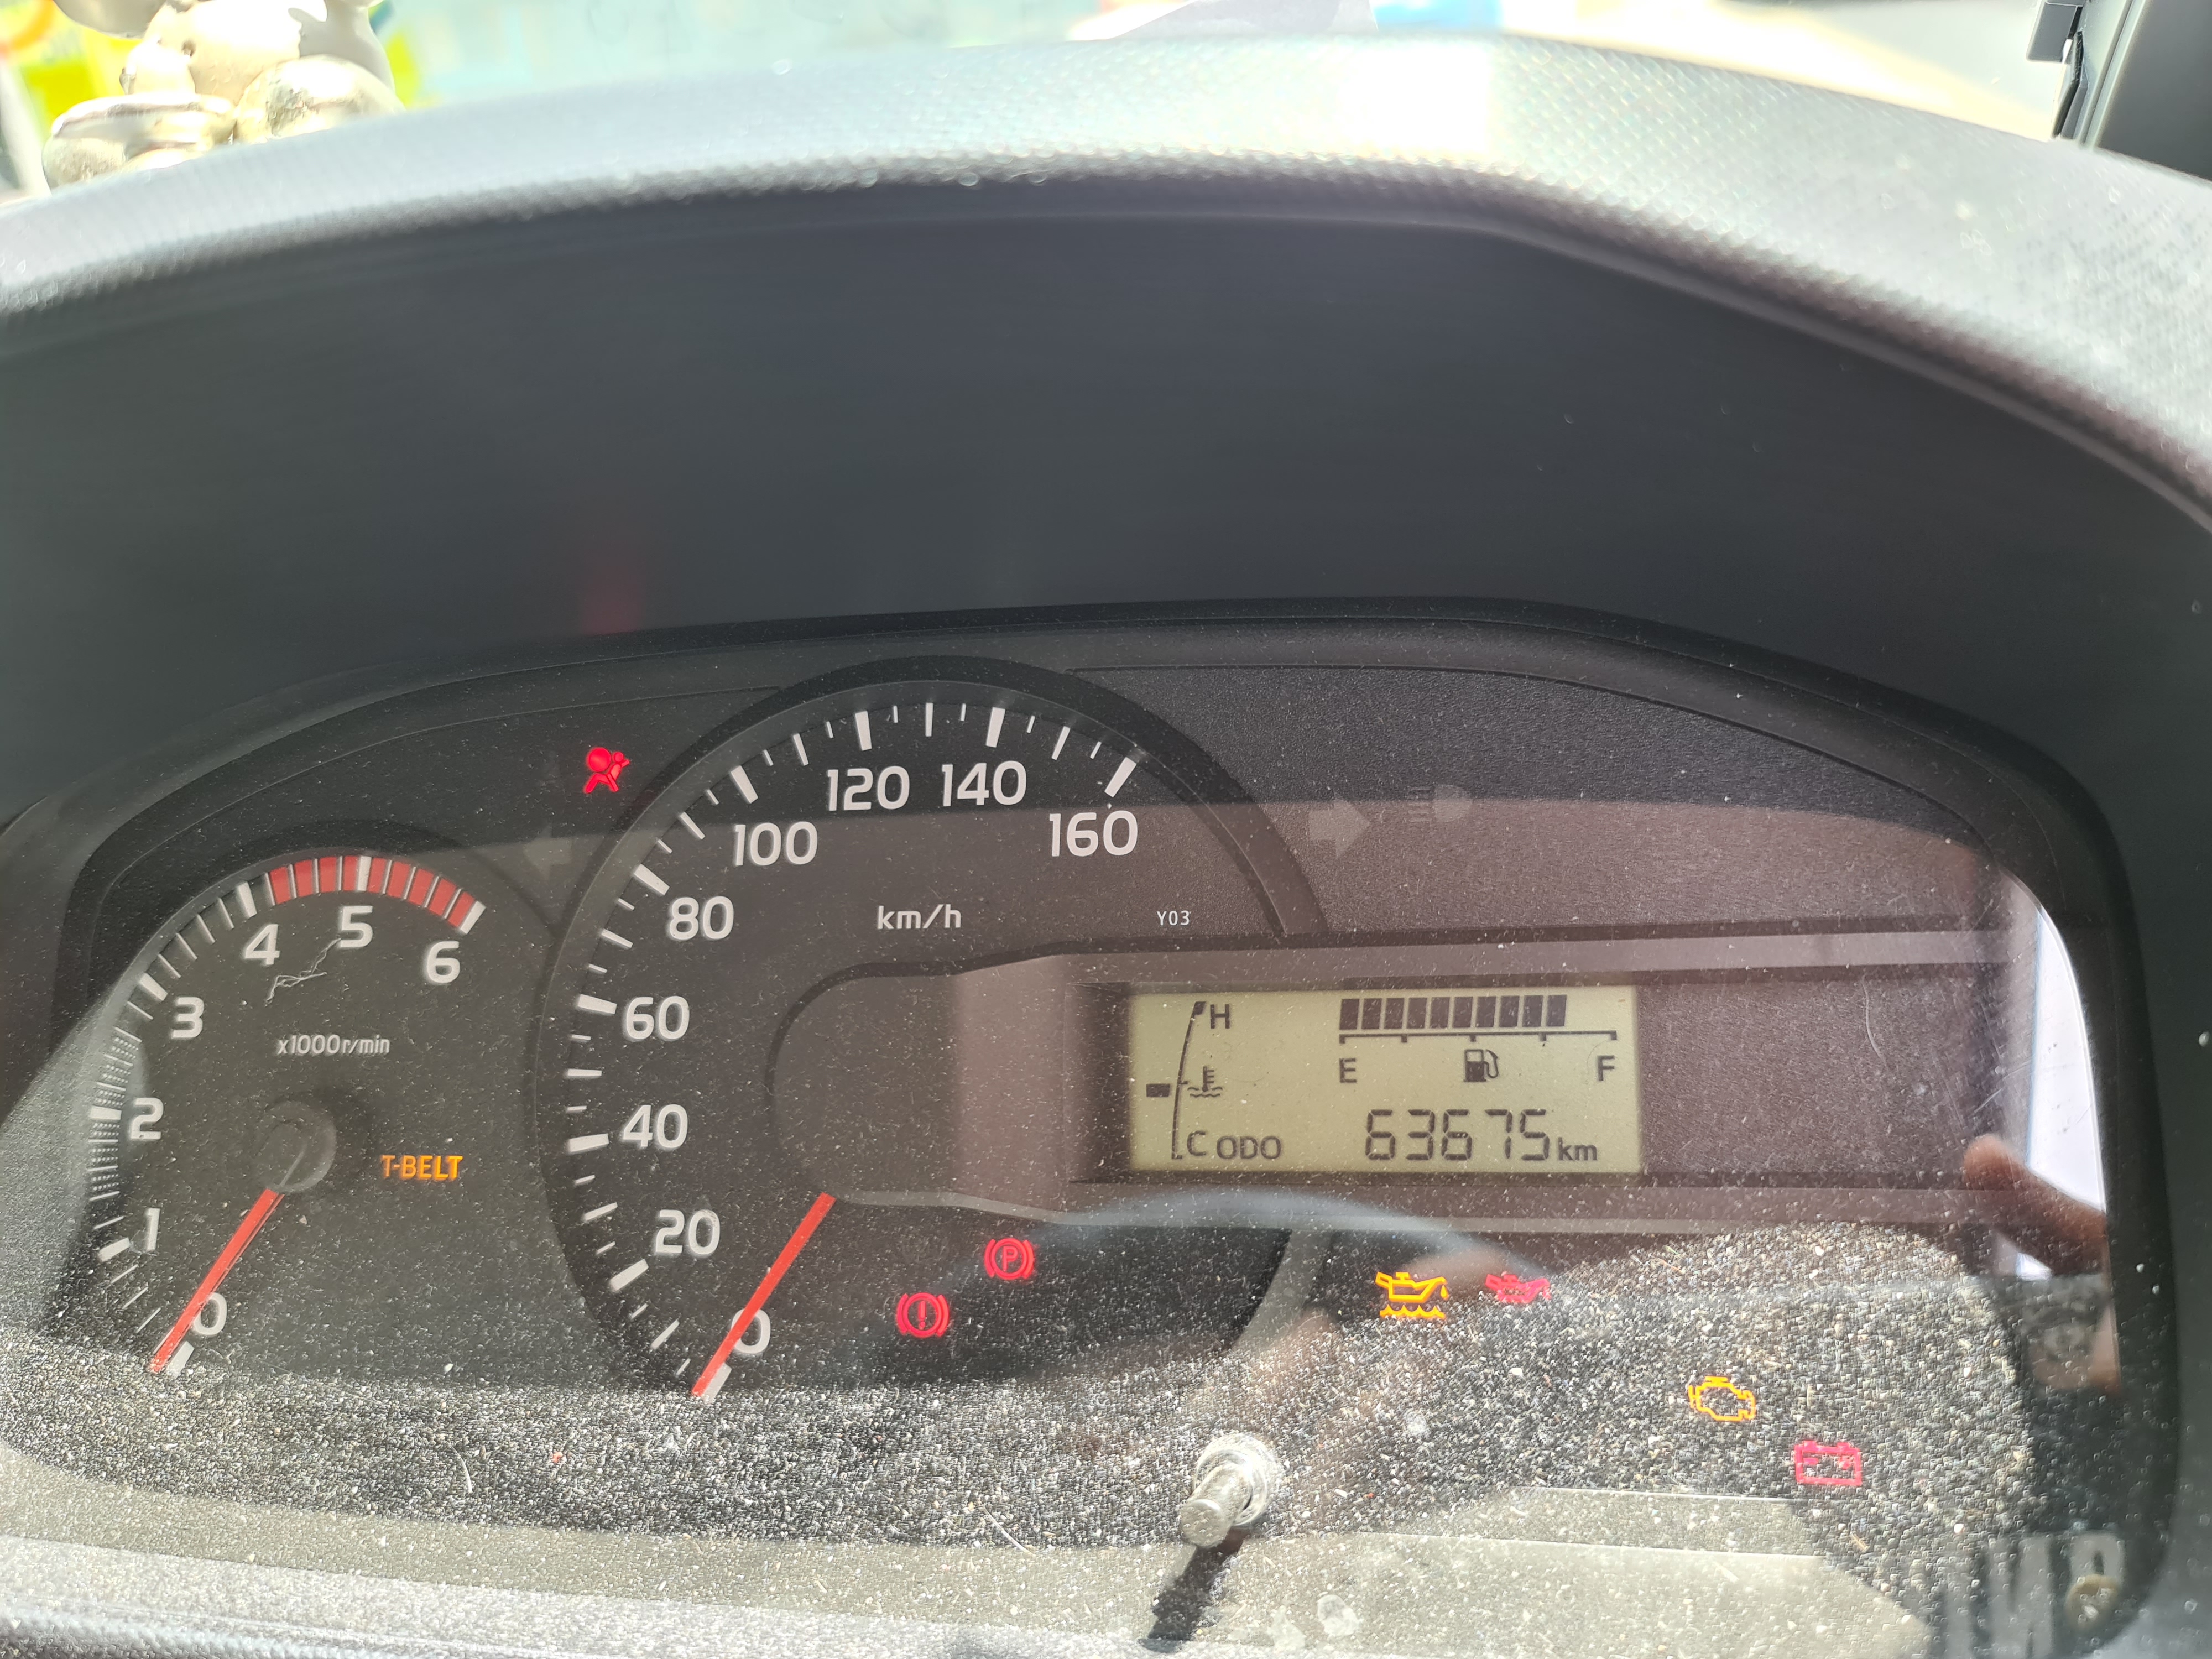 120 140
100 160
80 km/h Y03
4 5 6
3 60
x1000r/min
H
E F
2 40
C ODO 63675 km
T-BELT
1 20
P
0 0